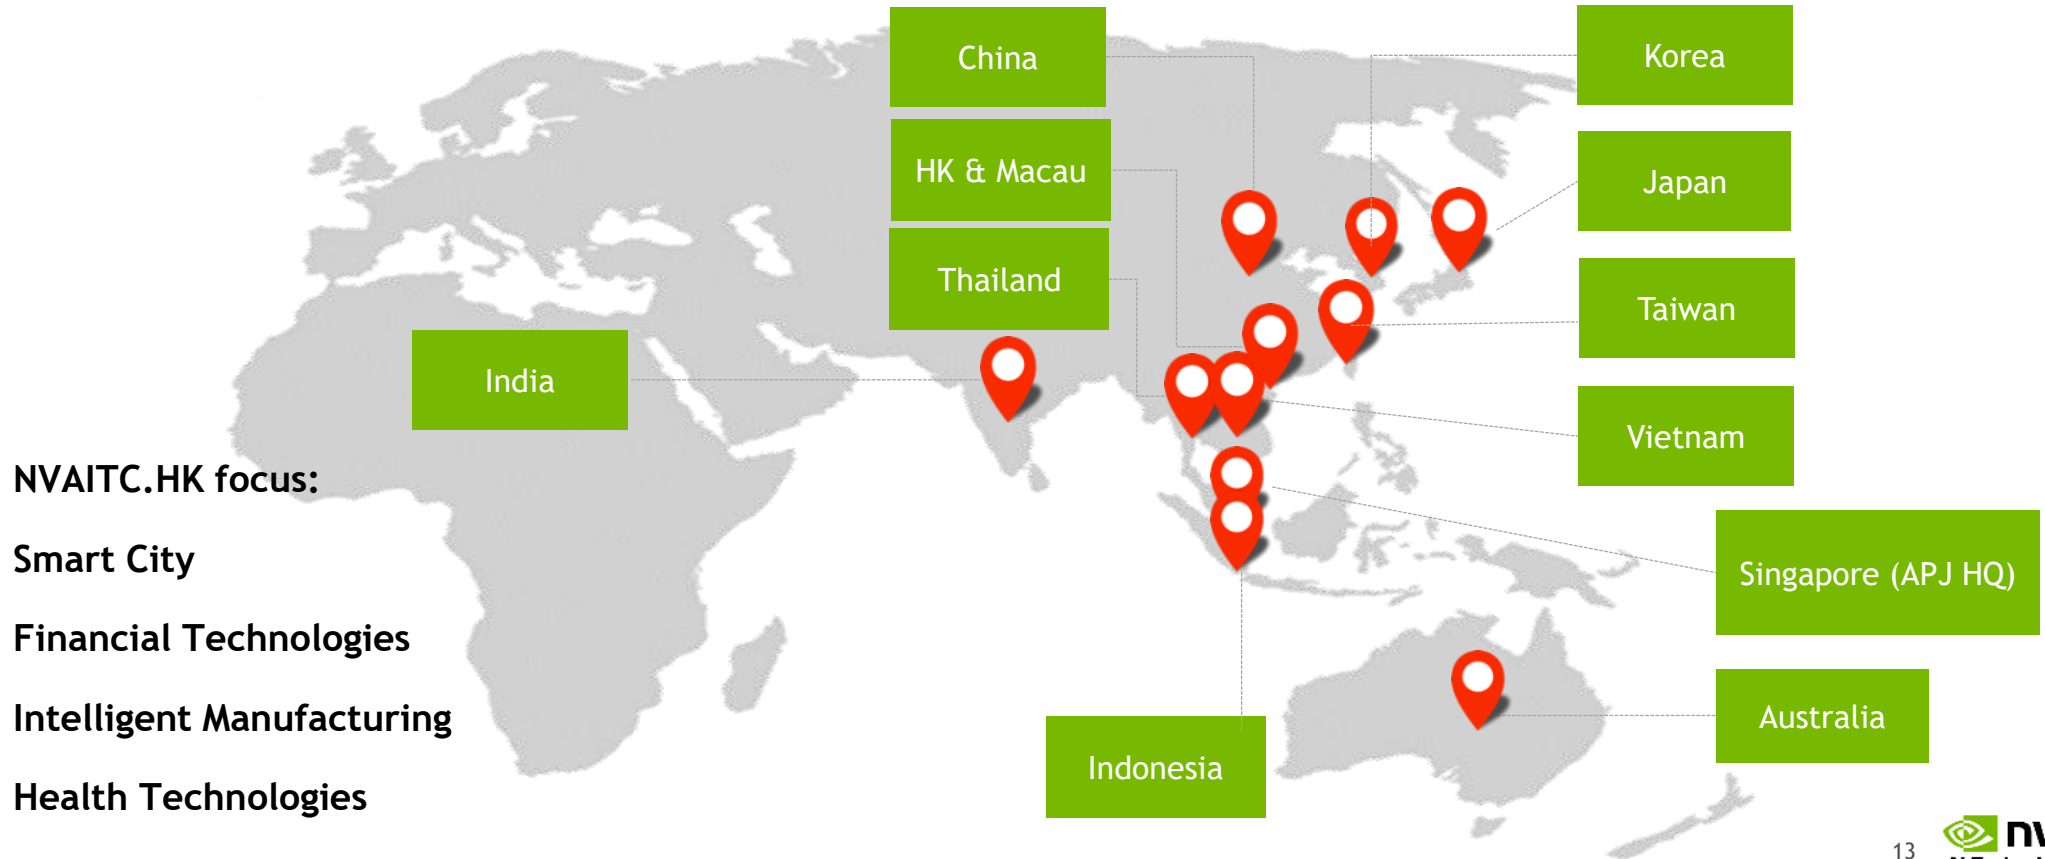 China
Korea
HK & Macau
Japan
Thailand
Taiwan
India
Vietnam
NVAITC.HK focus:
Smart City
Financial Technologies
Intelligent Manufacturing
Health Technologies
Singapore (APJ HQ)
Australia
Indonesia
13